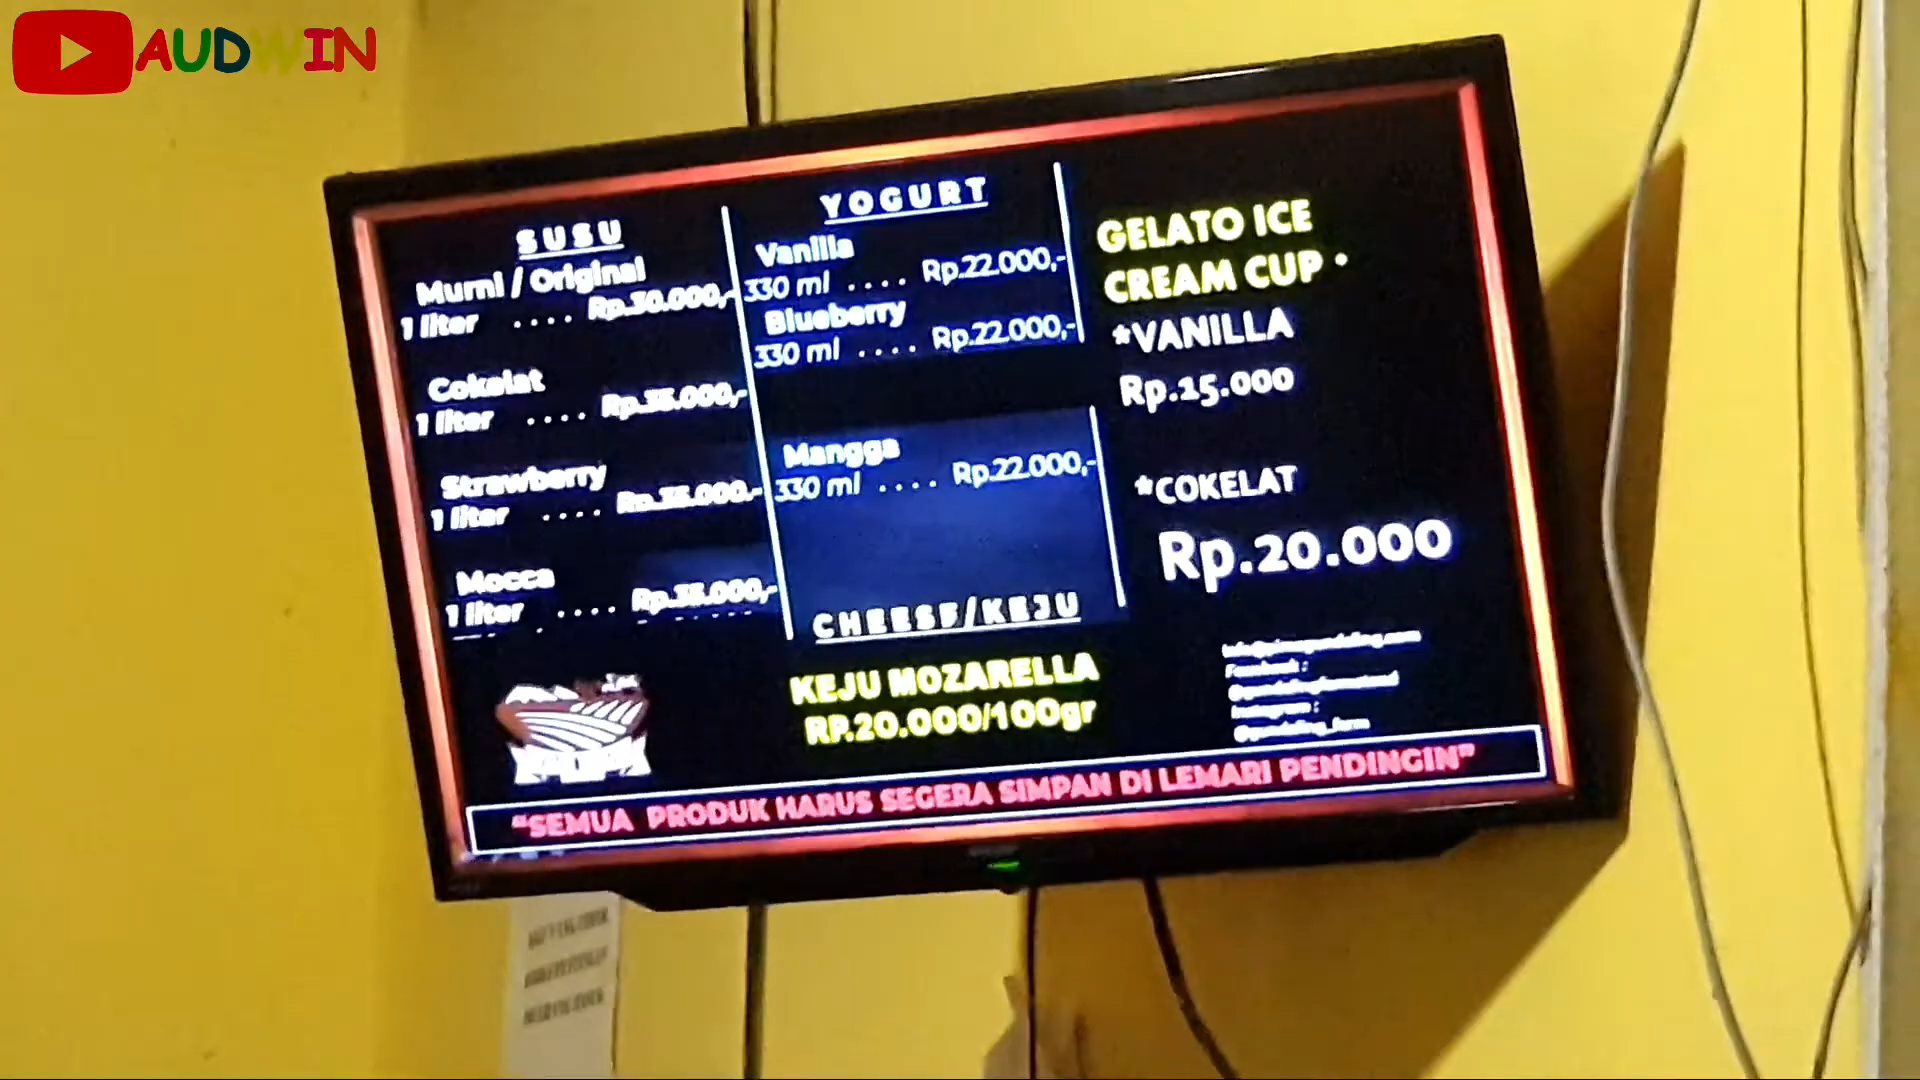 AUDWIN
SUSU
Murni / Original
1 liter .... Rp.30.000,-
Cokelat
1 liter .... Rp.35.000,-
Strawberry
1 liter .... Rp.35.000,-
Mocca
1 liter .... Rp.35.000,-
YOGURT
Vanilla
330 ml .... Rp.22.000,-
Blueberry
330 ml .... Rp.22.000,-
Mangga
330 ml .... Rp.22.000,-
CHEESE/KEJU
KEJU MOZARELLA
RP.20.000/100gr
GELATO ICE
CREAM CUP •
*VANILLA
Rp.15.000
*COKELAT
Rp.20.000
Facebook :
Instagram :
"SEMUA PRODUK HARUS SEGERA SIMPAN DI LEMARI PENDINGIN"